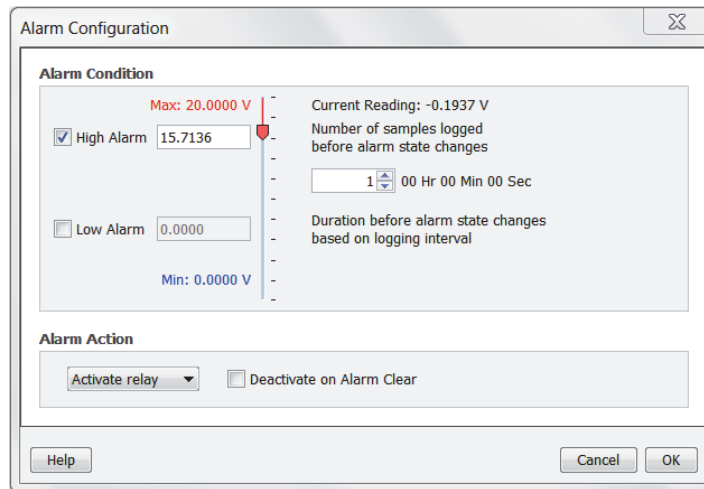 Alarm Configuration
Alarm Condition
Max: 20.0000 V
Current Reading: -0.1937 V
High Alarm 15.7136
Number of samples logged
before alarm state changes
1 00 Hr 00 Min 00 Sec
Low Alarm 0.0000
Duration before alarm state changes
based on logging interval
Min: 0.0000 V
Alarm Action
Activate relay Deactivate on Alarm Clear
Help Cancel OK